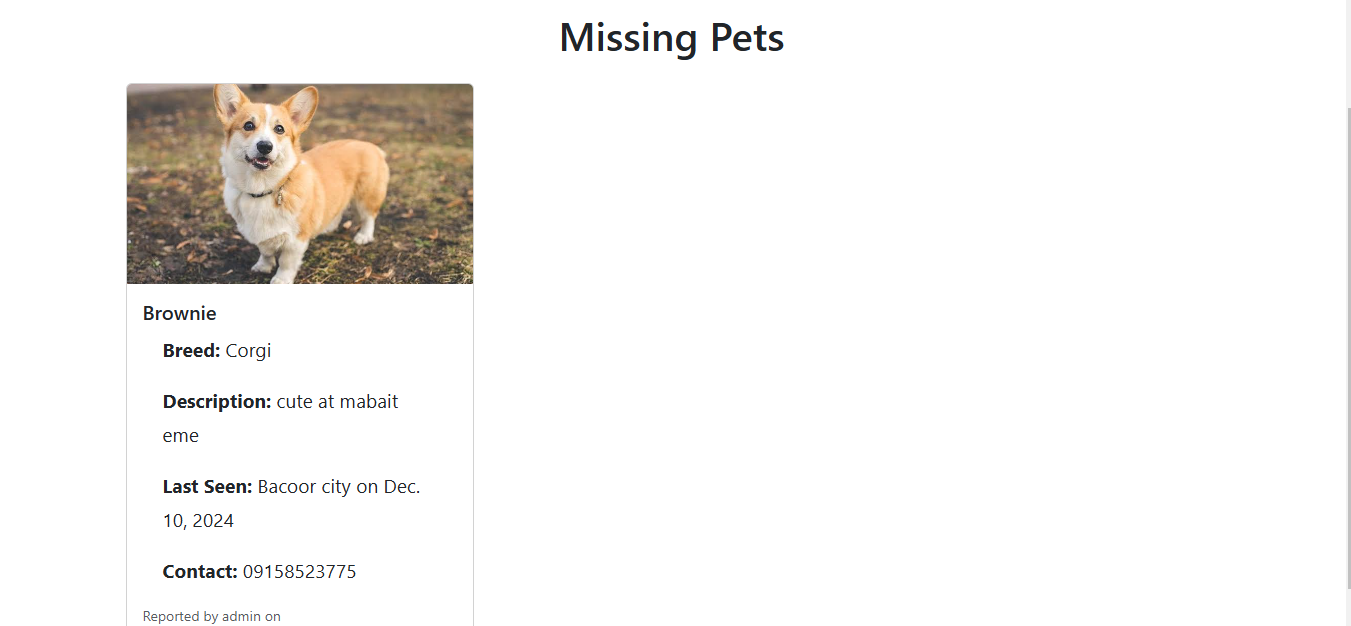 Missing Pets
Brownie
Breed: Corgi
Description: cute at mabait
eme
Last Seen: Bacoor city on Dec.
10, 2024
Contact: 09158523775
Reported by admin on